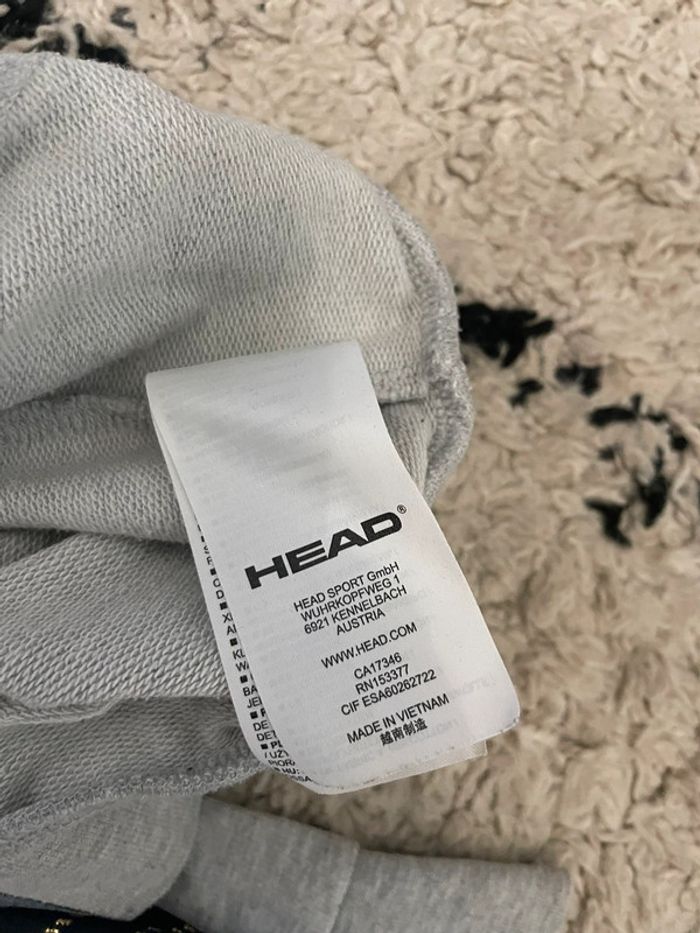 HEAD®
HEAD SPORT GmbH
WUHRKOPFWEG 1
6921 KENNELBACH
AUSTRIA
WWW.HEAD.COM
CA17346
RN153377
CIF ESA60262722
MADE IN VIETNAM
越南制造